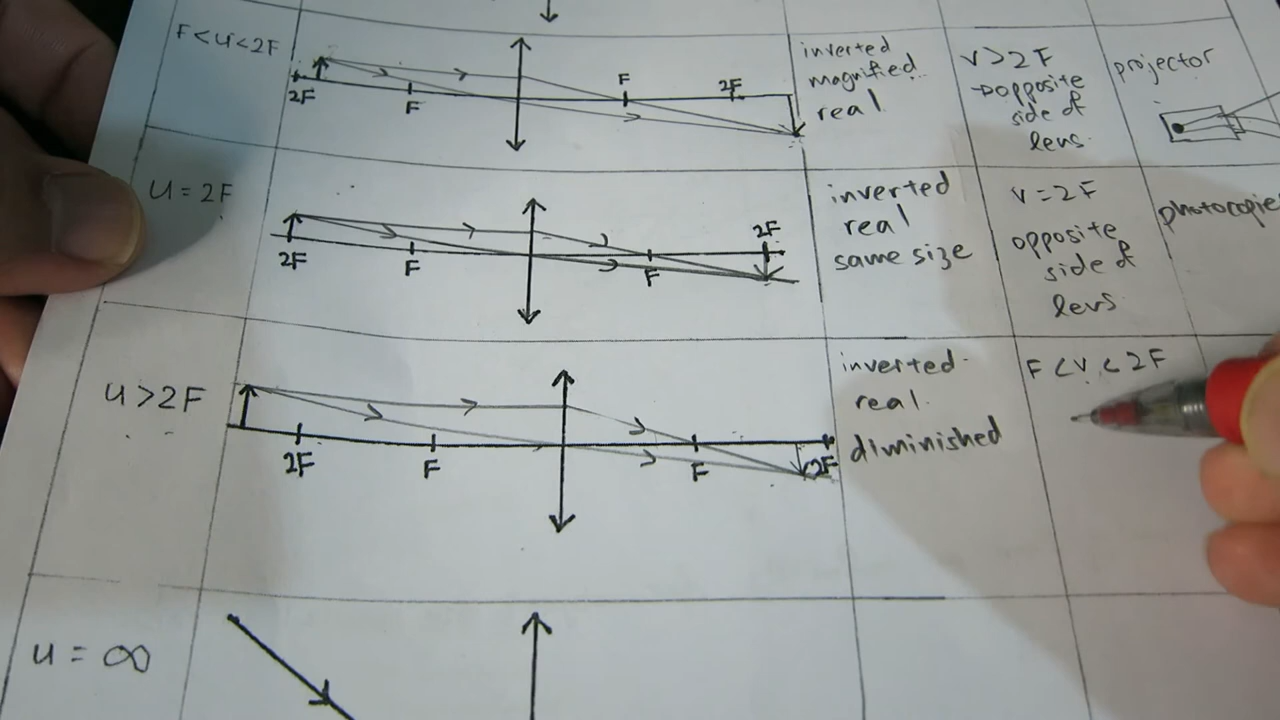 F < u < 2F
2F
F
F
2F
inverted
magnified
real
V > 2F
→ opposite
side of
lens.
projector
u = 2F
2F
F
F
2F
inverted
real
same size
V = 2F
opposite
side of
lens
photocopie
u > 2F
2F
F
F
2F
inverted
real
diminished
F < V < 2F
u = ∞